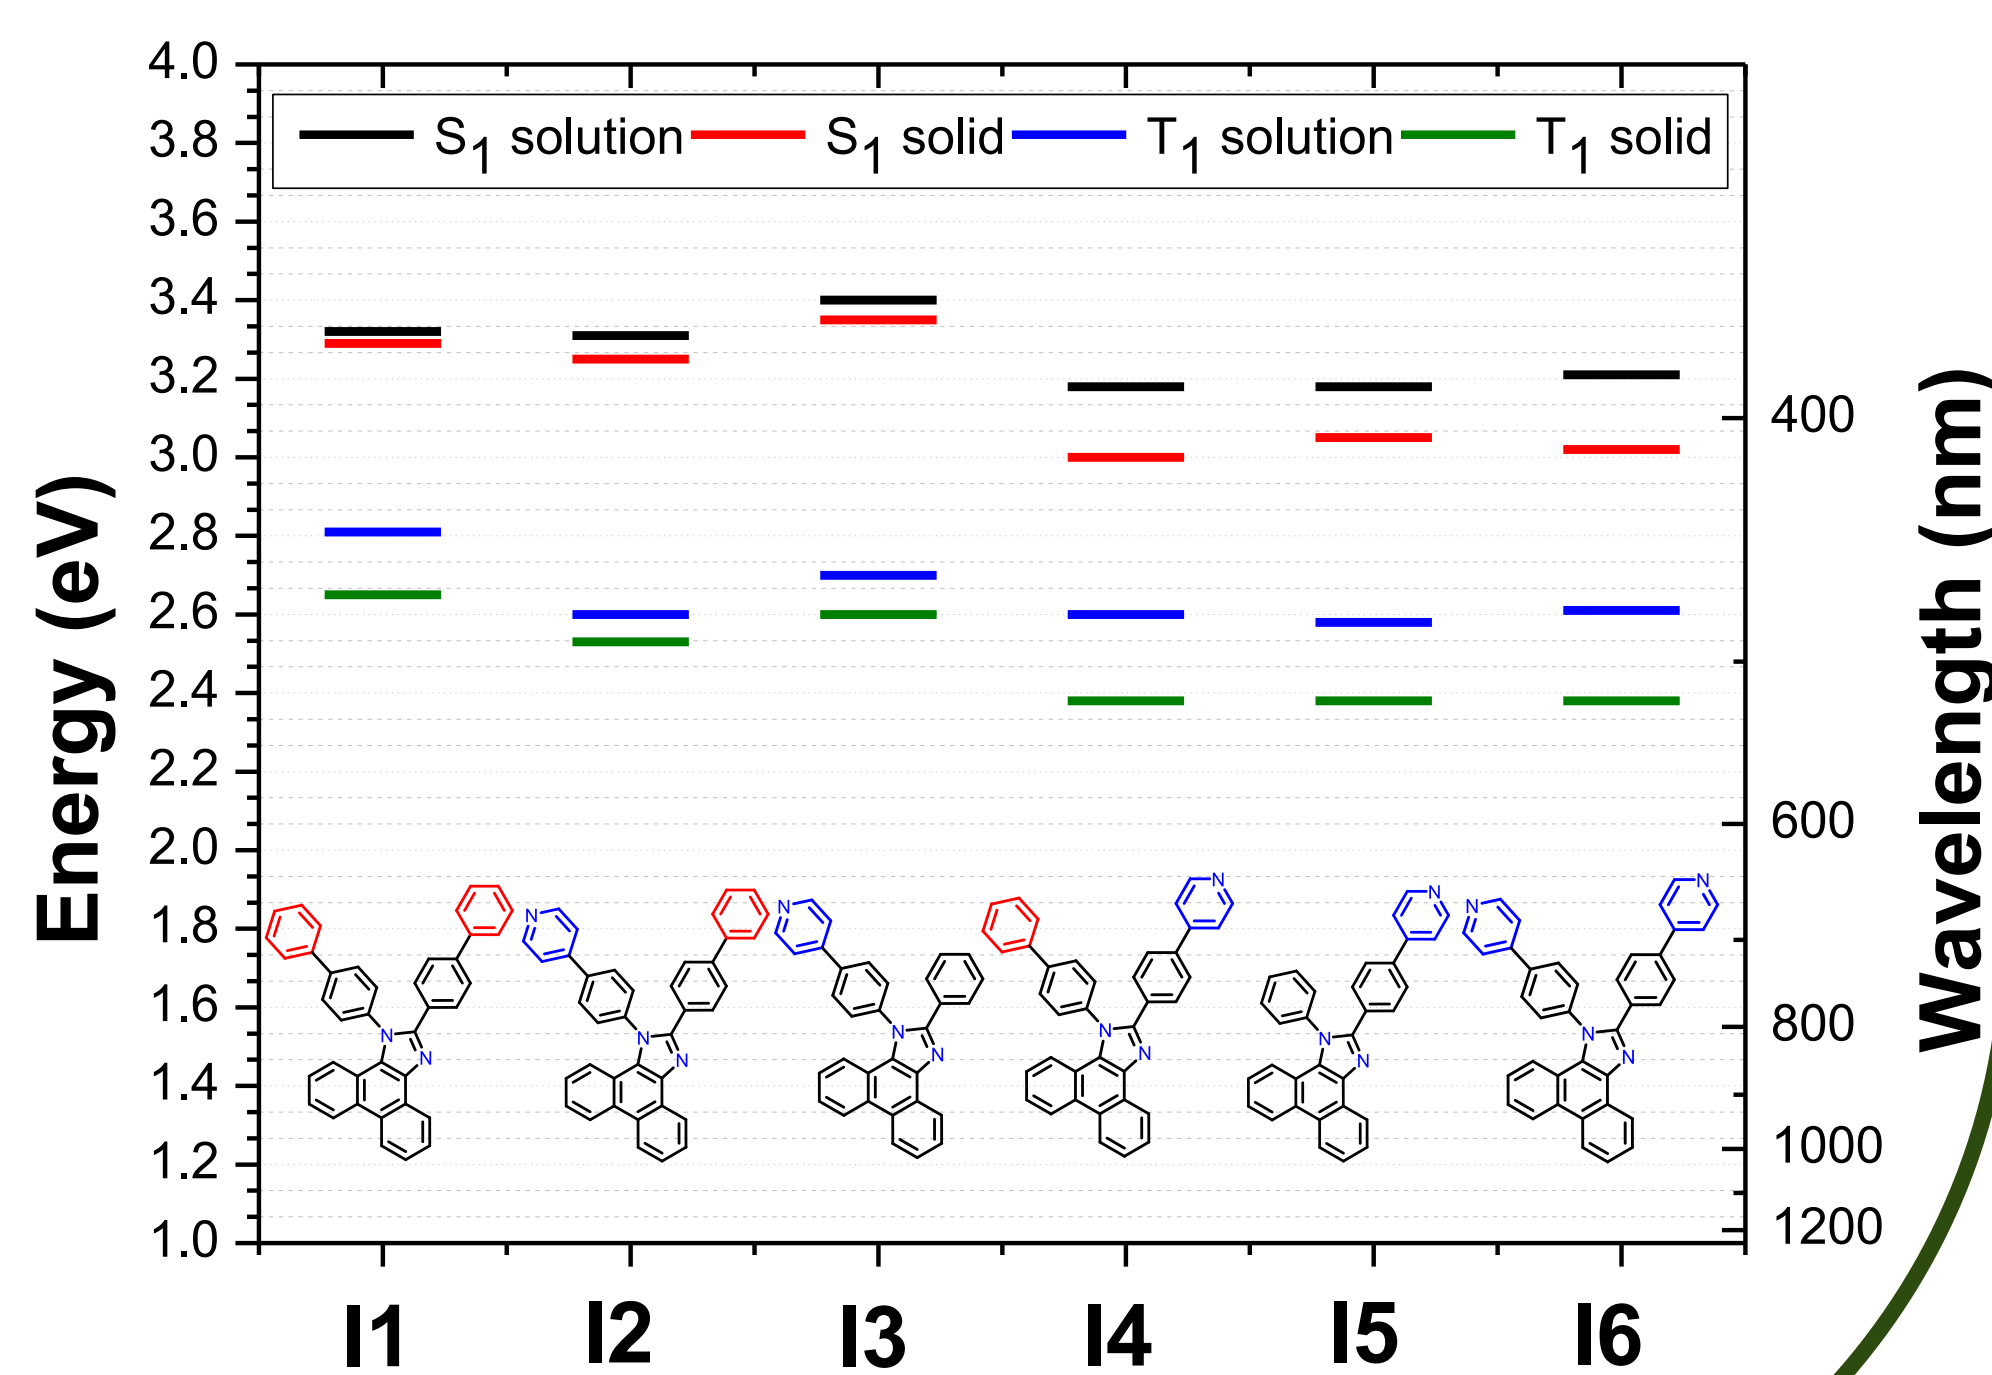 S1 solution S1 solid T1 solution T1 solid
Energy (eV)
4.0
3.8
3.6
3.4
3.2
3.0
2.8
2.6
2.4
2.2
2.0
1.8
1.6
1.4
1.2
1.0
Wavelength (nm)
400
600
800
1000
1200
N N
N N N
N N N
N N N
N N N
N N N N
I1 I2 I3 I4 I5 I6